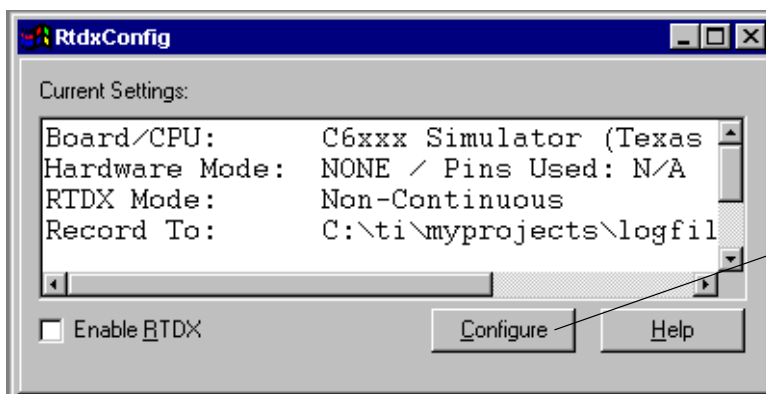 RtdxConfig
Current Settings:
Board/CPU: C6xxx Simulator (Texas
Hardware Mode: NONE / Pins Used: N/A
RTDX Mode: Non-Continuous
Record To: C:\ti\myprojects\logfil
Enable RTDX Configure Help